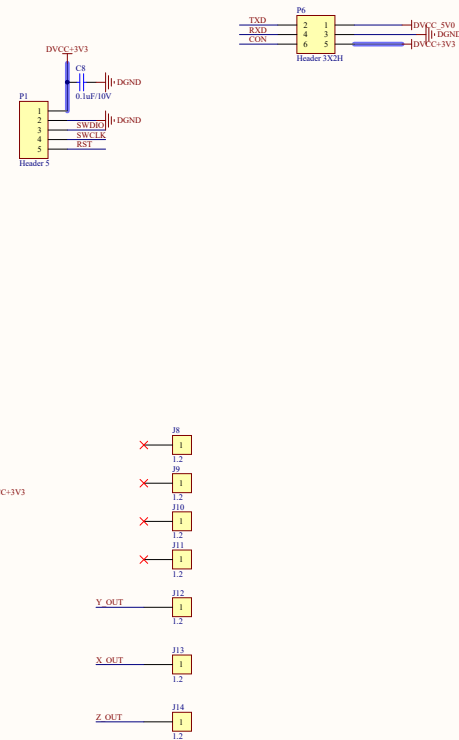 P6
TXD 2 1 DVCC_5V0
RXD 4 3 DGND
CON 6 5 DVCC+3V3
Header 3X2H
DVCC+3V3
C8
DGND
0.1uF/10V
P1
1
2 DGND
3 SWDIO
4 SWCLK
5 RST
Header 5
J8
1
1.2
J9
1
1.2
C+3V3
J10
1
1.2
J11
1
1.2
J12
Y_OUT 1
1.2
J13
X_OUT 1
1.2
J14
Z_OUT 1
1.2